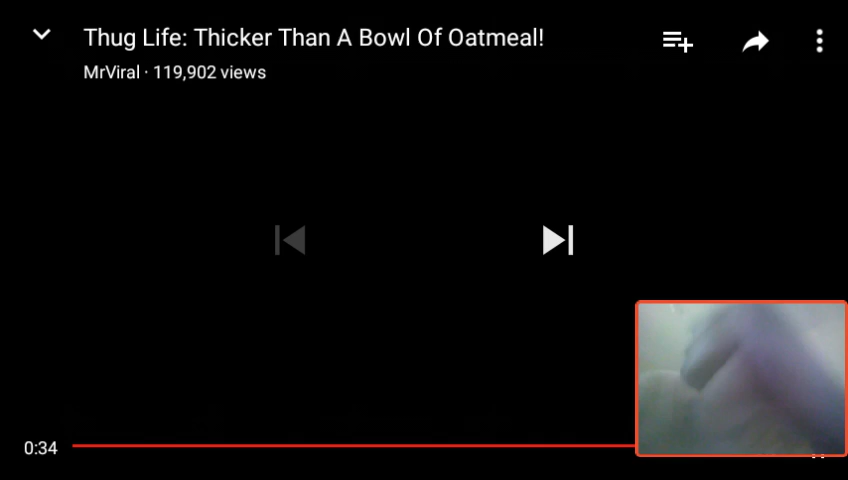 Thug Life: Thicker Than A Bowl Of Oatmeal!
MrViral · 119,902 views
0:34